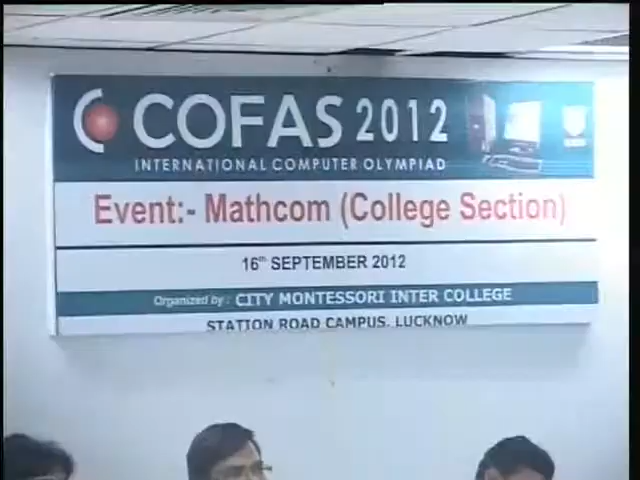 COFAS 2012
INTERNATIONAL COMPUTER OLYMPIAD
Event:- Mathcom (College Section)
16th SEPTEMBER 2012
Organized by : CITY MONTESSORI INTER COLLEGE
STATION ROAD CAMPUS, LUCKNOW